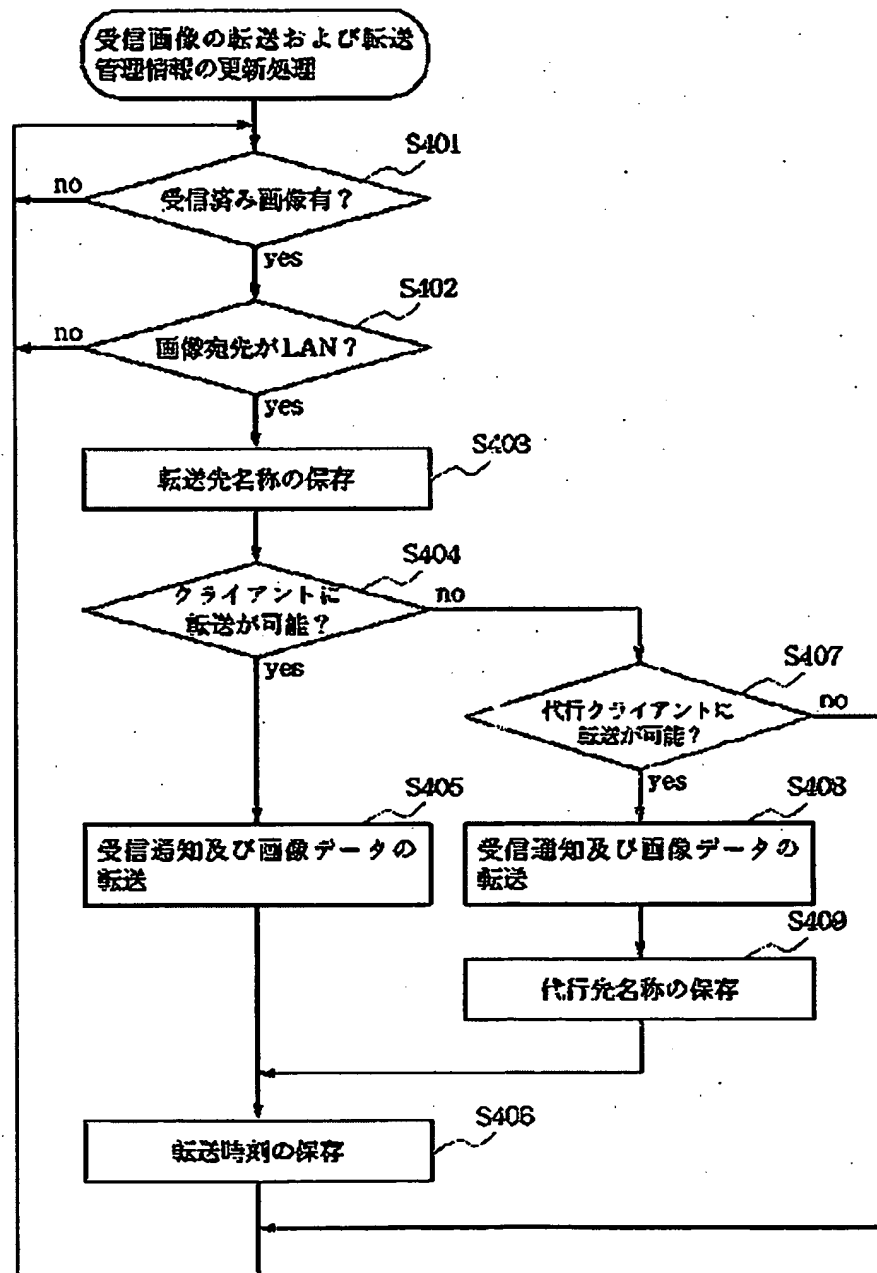 受信画像の転送および転送
管理情報の更新処理
S401
no
受信済み画像有?
yes
S402
no
画像宛先がLAN?
yes
S403
転送先名称の保存
S404
クライアントに
転送が可能?
no
yes
S407
代行クライアントに
転送が可能?
no
yes
S405
受信通知及び画像データの
転送
S408
受信通知及び画像データの
転送
S409
代行先名称の保存
S406
転送時刻の保存